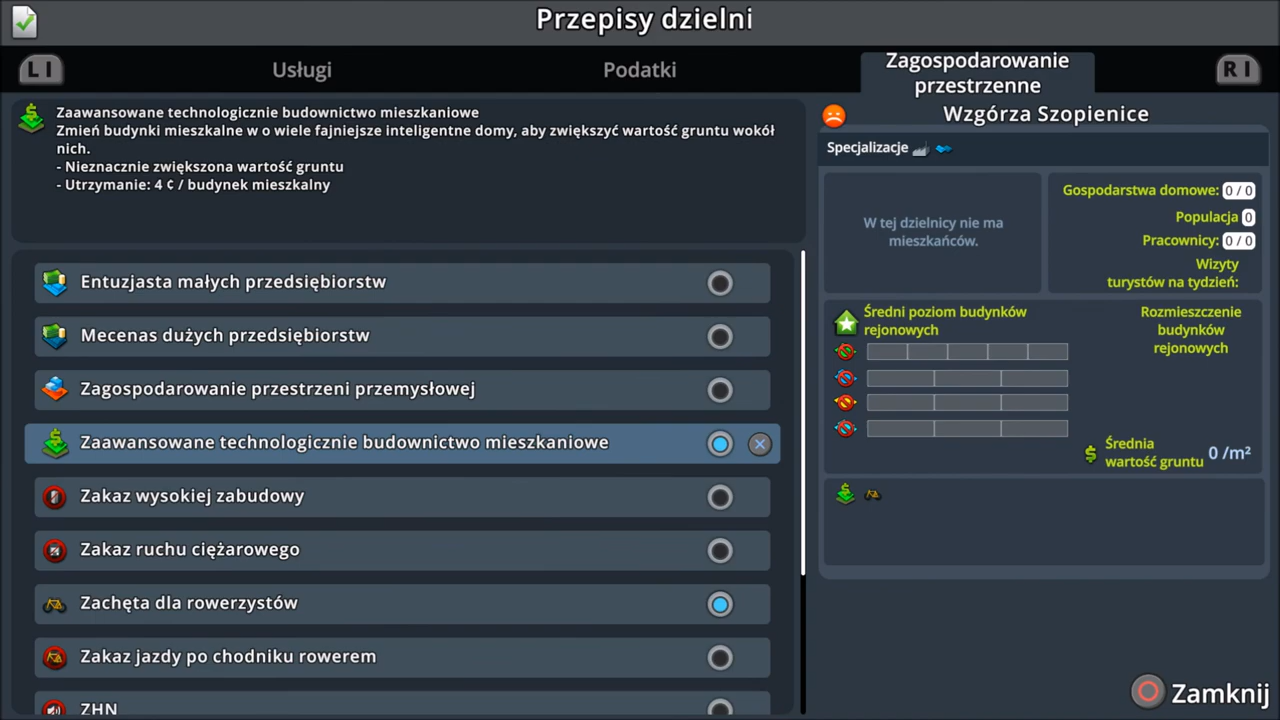 Przepisy dzielni
L1
Usługi
Podatki
Zagospodarowanie
przestrzenne
R1
Zaawansowane technologicznie budownictwo mieszkaniowe
Zmień budynki mieszkalne w o wiele fajniejsze inteligentne domy, aby zwiększyć wartość gruntu wokół
nich.
- Nieznacznie zwiększona wartość gruntu
- Utrzymanie: 4 ₡ / budynek mieszkalny
Entuzjasta małych przedsiębiorstw
Mecenas dużych przedsiębiorstw
Zagospodarowanie przestrzeni przemysłowej
Zaawansowane technologicznie budownictwo mieszkaniowe
Zakaz wysokiej zabudowy
Zakaz ruchu ciężarowego
Zachęta dla rowerzystów
Zakaz jazdy po chodniku rowerem
ZHN
Wzgórza Szopienice
Specjalizacje
W tej dzielnicy nie ma
mieszkańców.
Gospodarstwa domowe: 0 / 0
Populacja 0
Pracownicy: 0 / 0
Wizyty
turystów na tydzień:
Średni poziom budynków
rejonowych
Rozmieszczenie
budynków
rejonowych
Średnia
wartość gruntu 0 /m²
Zamknij